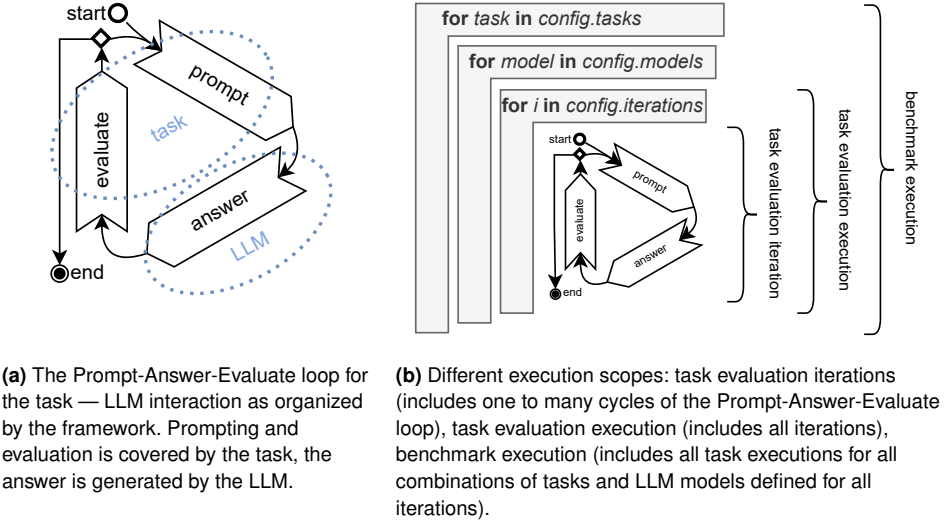 start
prompt
task
evaluate
answer
LLM
end
(a) The Prompt-Answer-Evaluate loop for
the task — LLM interaction as organized
by the framework. Prompting and
evaluation is covered by the task, the
answer is generated by the LLM.
for task in config.tasks
for model in config.models
for i in config.iterations
start
prompt
evaluate
answer
end
task evaluation iteration
task evaluation execution
benchmark execution
(b) Different execution scopes: task evaluation iterations
(includes one to many cycles of the Prompt-Answer-Evaluate
loop), task evaluation execution (includes all iterations),
benchmark execution (includes all task executions for all
combinations of tasks and LLM models defined for all
iterations).